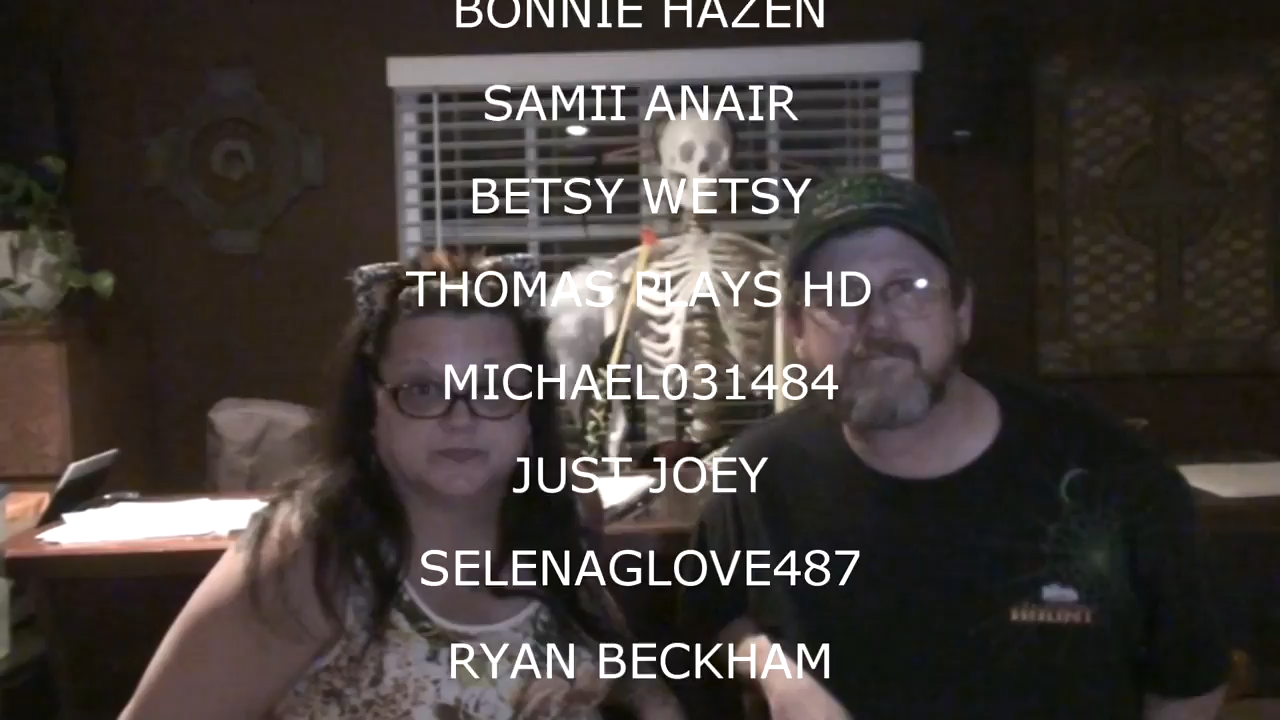 BONNIE HAZEN
SAMII ANAIR
BETSY WETSY
THOMAS PLAYS HD
MICHAEL031484
JUST JOEY
SELENAGLOVE487
RYAN BECKHAM